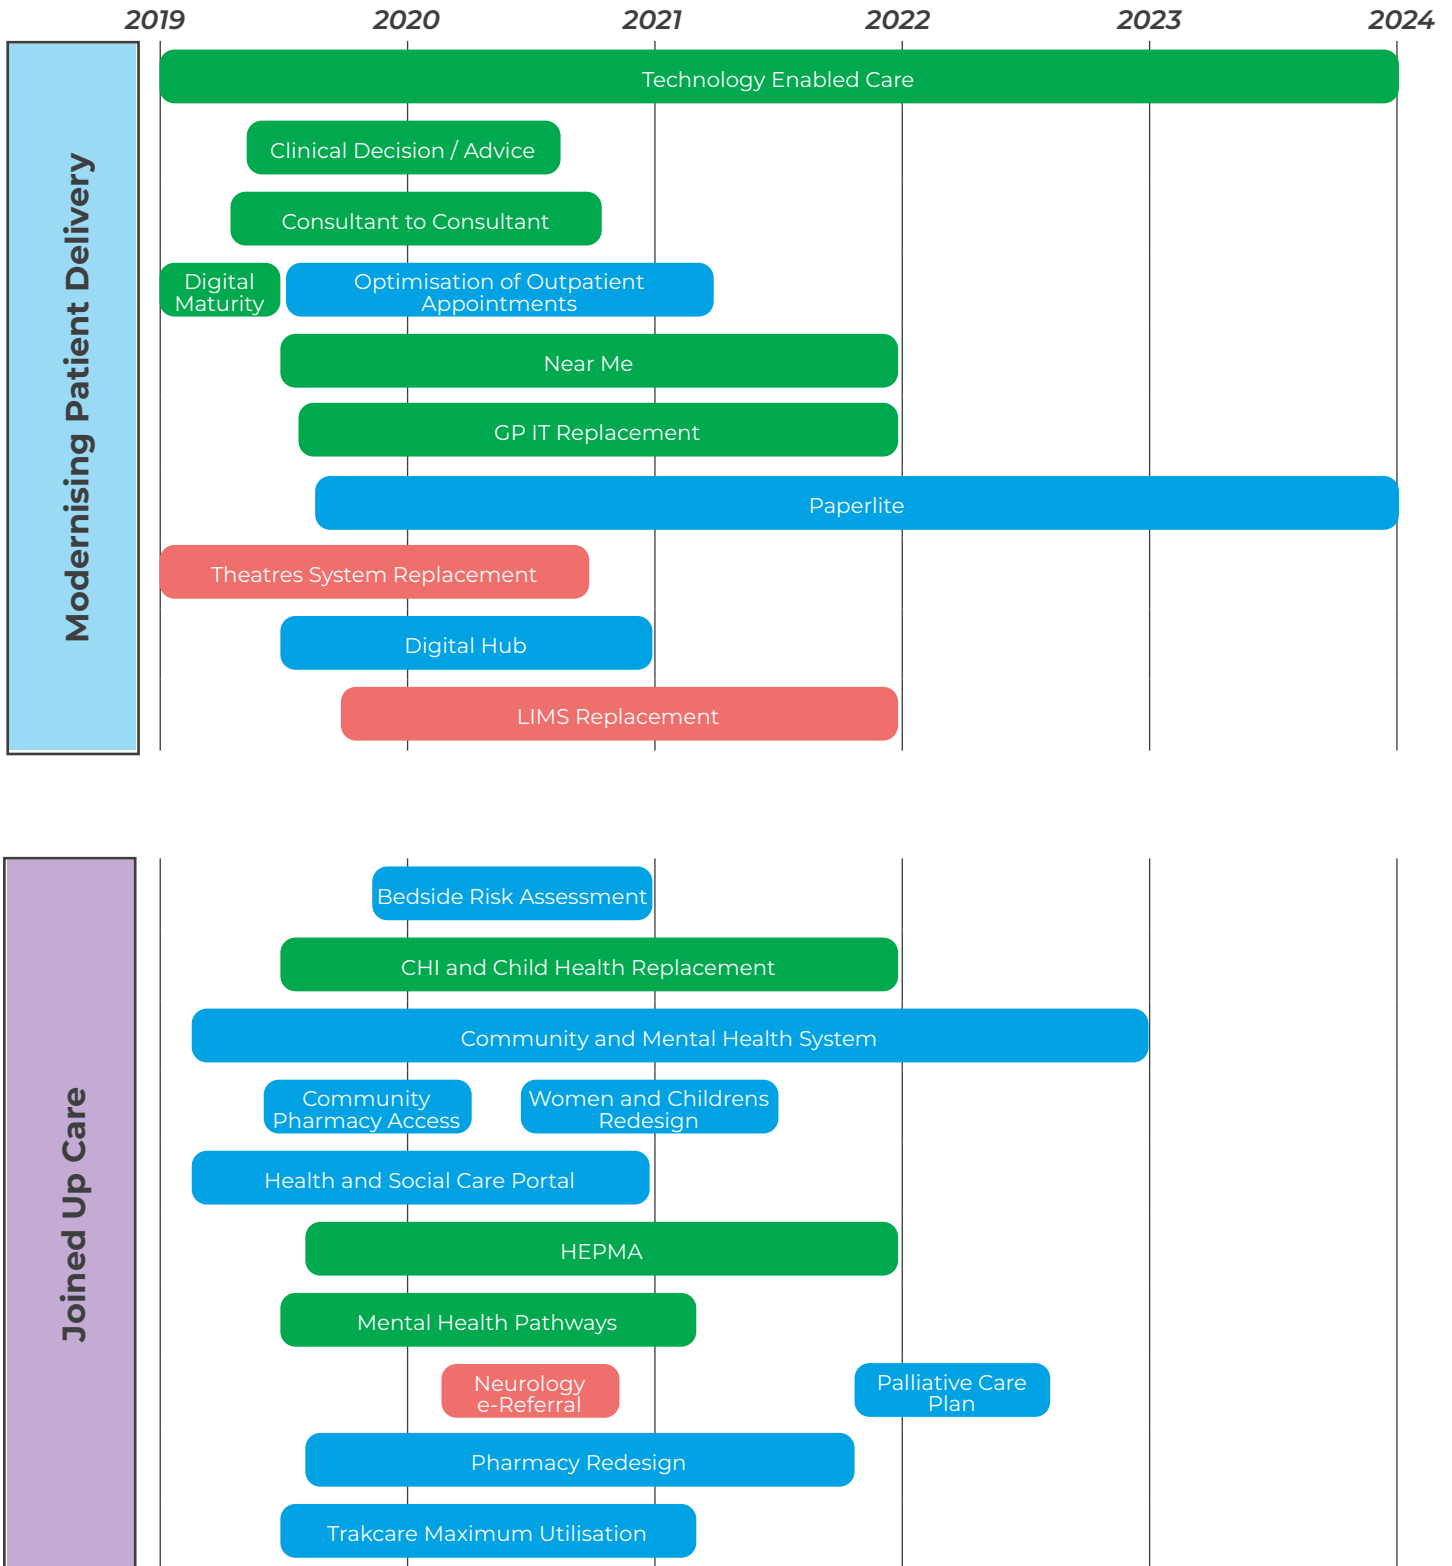 2019 2020 2021 2022 2023 2024
Modernising Patient Delivery
Technology Enabled Care
Clinical Decision / Advice
Consultant to Consultant
Digital
Maturity
Optimisation of Outpatient
Appointments
Near Me
GP IT Replacement
Paperlite
Theatres System Replacement
Digital Hub
LIMS Replacement
Joined Up Care
Bedside Risk Assessment
CHI and Child Health Replacement
Community and Mental Health System
Community
Pharmacy Access
Women and Childrens
Redesign
Health and Social Care Portal
HEPMA
Mental Health Pathways
Neurology
e-Referral
Palliative Care
Plan
Pharmacy Redesign
Trakcare Maximum Utilisation